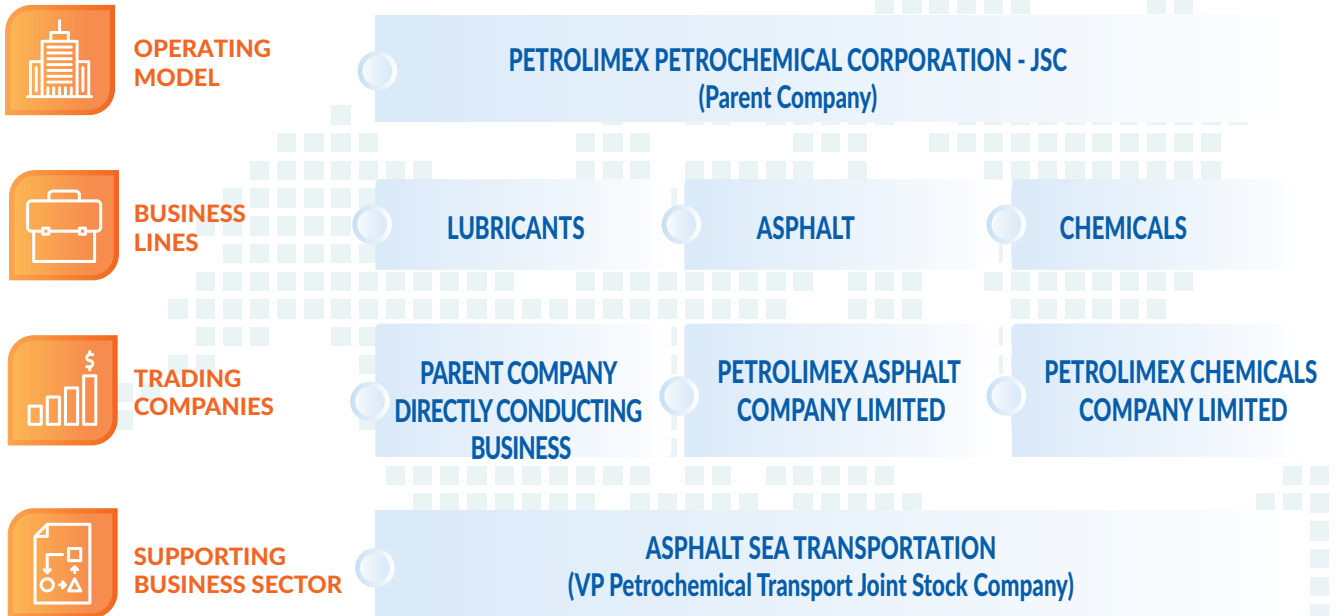 OPERATING
MODEL
PETROLIMEX PETROCHEMICAL CORPORATION - JSC
(Parent Company)
BUSINESS
LINES
LUBRICANTS
ASPHALT
CHEMICALS
$
TRADING
COMPANIES
PARENT COMPANY
DIRECTLY CONDUCTING
BUSINESS
PETROLIMEX ASPHALT
COMPANY LIMITED
PETROLIMEX CHEMICALS
COMPANY LIMITED
SUPPORTING
BUSINESS SECTOR
ASPHALT SEA TRANSPORTATION
(VP Petrochemical Transport Joint Stock Company)